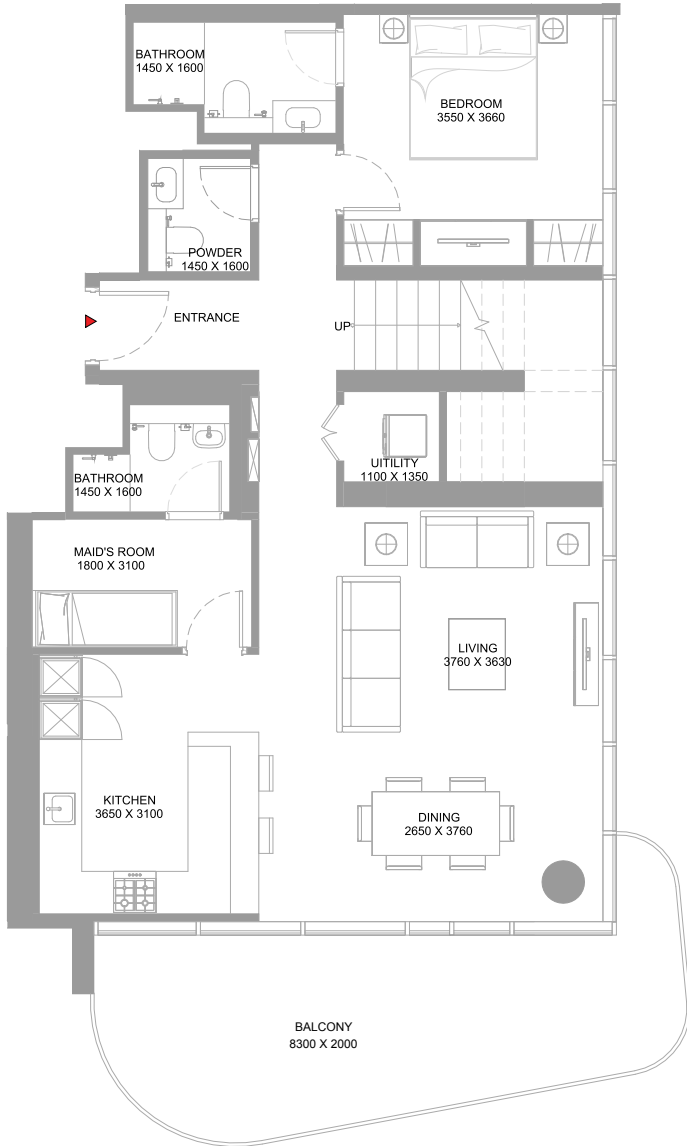 BATHROOM
1450 X 1600
BEDROOM
3550 X 3660
POWDER
1450 X 1600
ENTRANCE
UP
UITILITY
1100 X 1350
BATHROOM
1450 X 1600
MAID'S ROOM
1800 X 3100
LIVING
3760 X 3630
KITCHEN
3650 X 3100
DINING
2650 X 3760
BALCONY
8300 X 2000